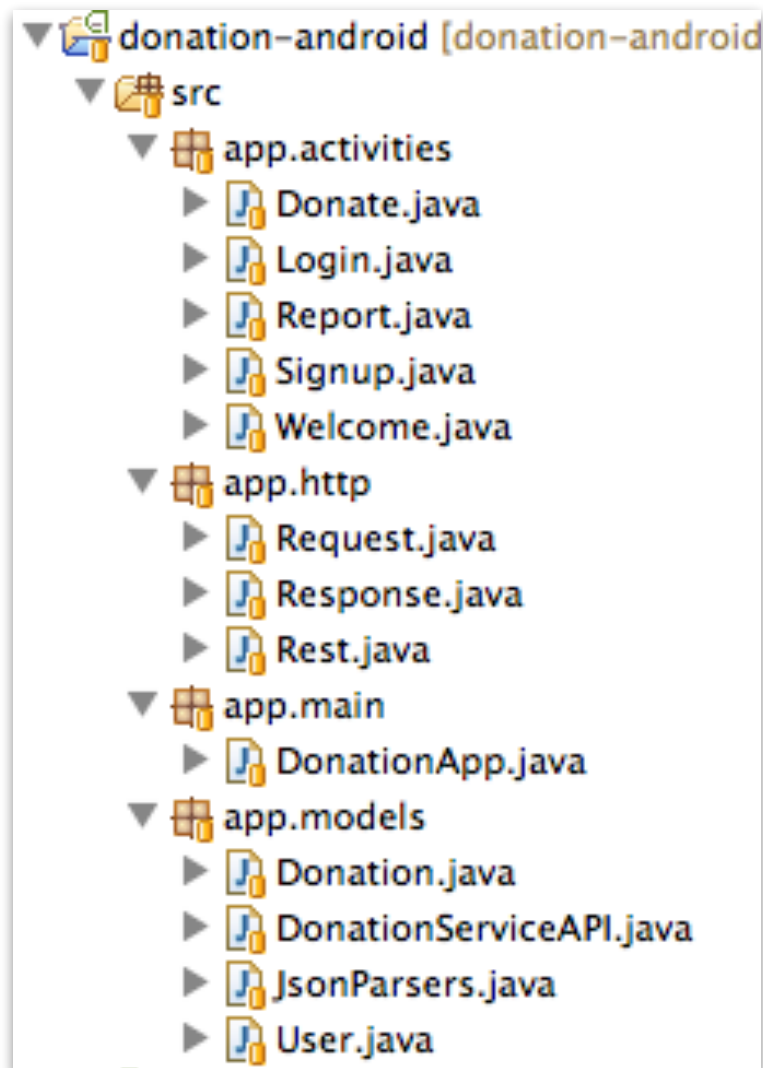 donation-android [donation-android
src
app.activities
Donate.java
Login.java
Report.java
Signup.java
Welcome.java
app.http
Request.java
Response.java
Rest.java
app.main
DonationApp.java
app.models
Donation.java
DonationServiceAPI.java
JsonParsers.java
User.java